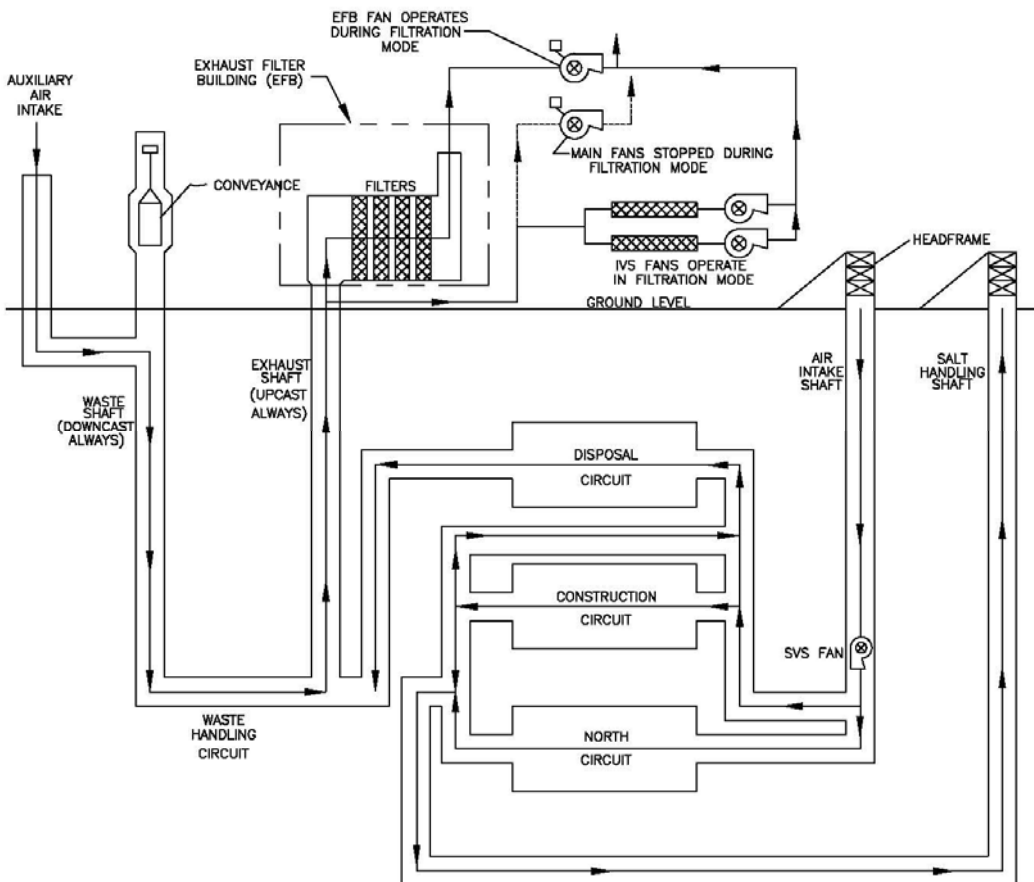 EFB FAN OPERATES
DURING FILTRATION
MODE
EXHAUST FILTER
BUILDING (EFB)
AUXILIARY
AIR
INTAKE
CONVEYANCE
FILTERS
MAIN FANS STOPPED DURING
FILTRATION MODE
IVS FANS OPERATE
IN FILTRATION MODE
HEADFRAME
GROUND LEVEL
WASTE
SHAFT
(DOWNCAST
ALWAYS)
EXHAUST
SHAFT
(UPCAST
ALWAYS)
AIR
INTAKE
SHAFT
SALT
HANDLING
SHAFT
DISPOSAL
CIRCUIT
CONSTRUCTION
CIRCUIT
SVS FAN
WASTE
HANDLING
CIRCUIT
NORTH
CIRCUIT